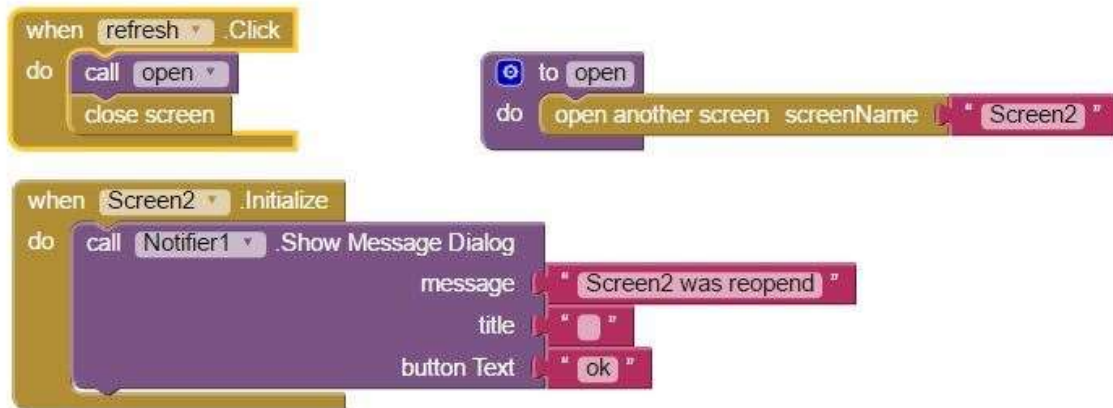 when refresh .Click
do call open
close screen
to open
do open another screen screenName " Screen2 "
when Screen2 .Initialize
do call Notifier1 .Show Message Dialog
message " Screen2 was reopend "
title " "
button Text " ok "